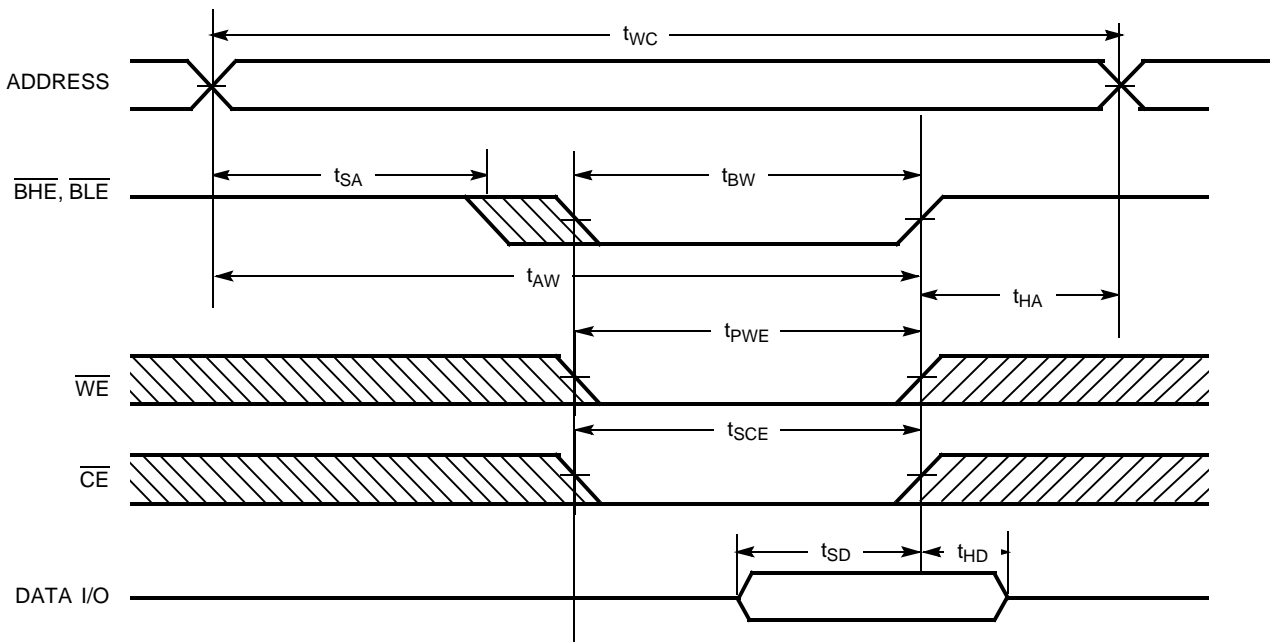 tWC
ADDRESS
tSA
tBW
BHE, BLE
tAW
tHA
tPWE
WE
tSCE
CE
tSD
tHD
DATA I/O